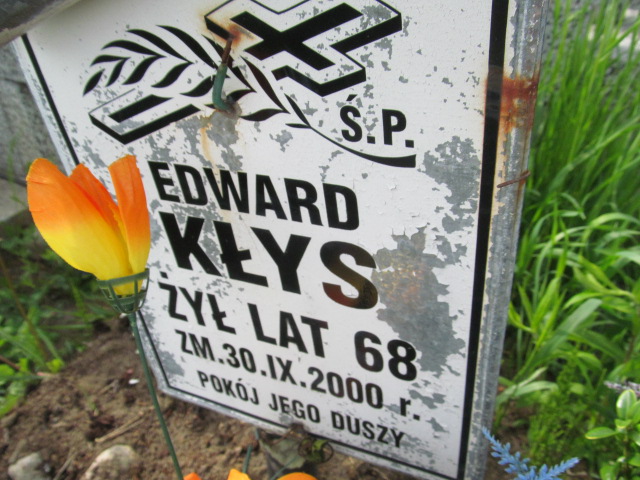 Ś.P.
EDWARD
KŁYS
ŻYŁ LAT 68
ZM.30.IX.2000 r.
POKÓJ JEGO DUSZY